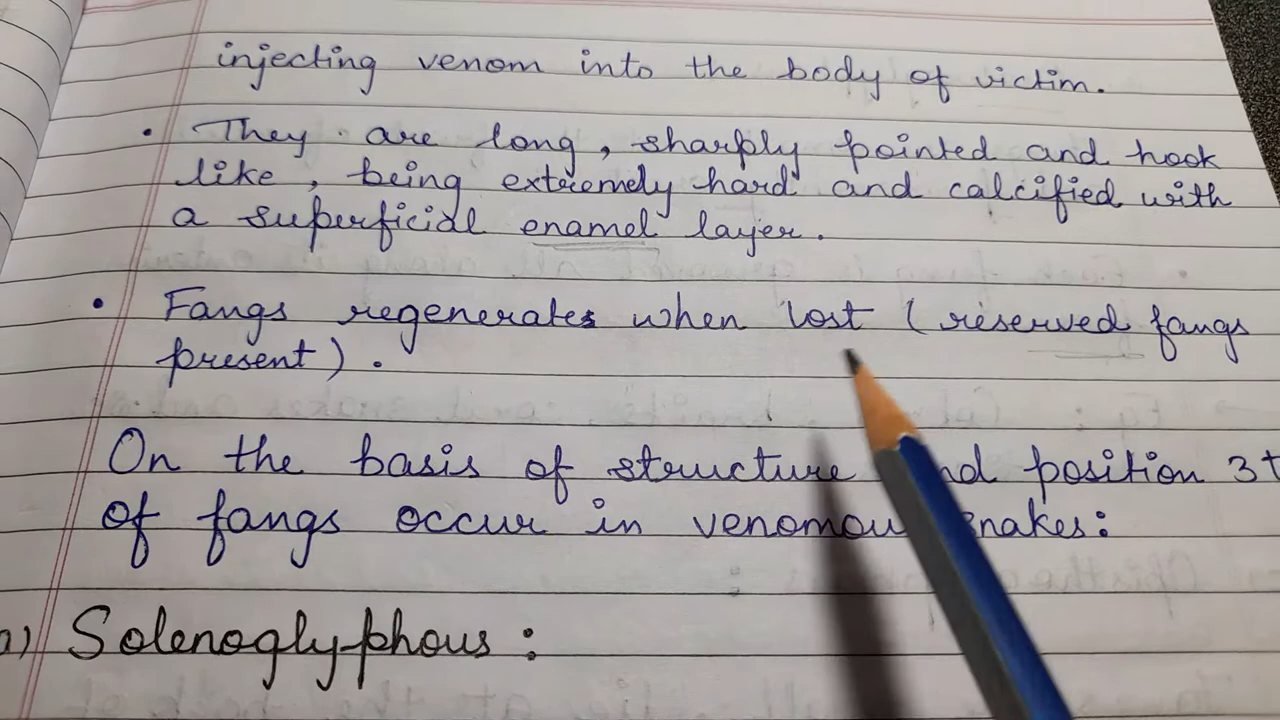 injecting venom into the body of victim.
• They are long, sharply pointed and hook
like, being extremely hard and calcified with
a superficial enamel layer.
• Fangs regenerates when lost (reserved fangs
present).
On the basis of structure and position 3
of fangs occur in venomous snakes:
a) Solenoglyphous: